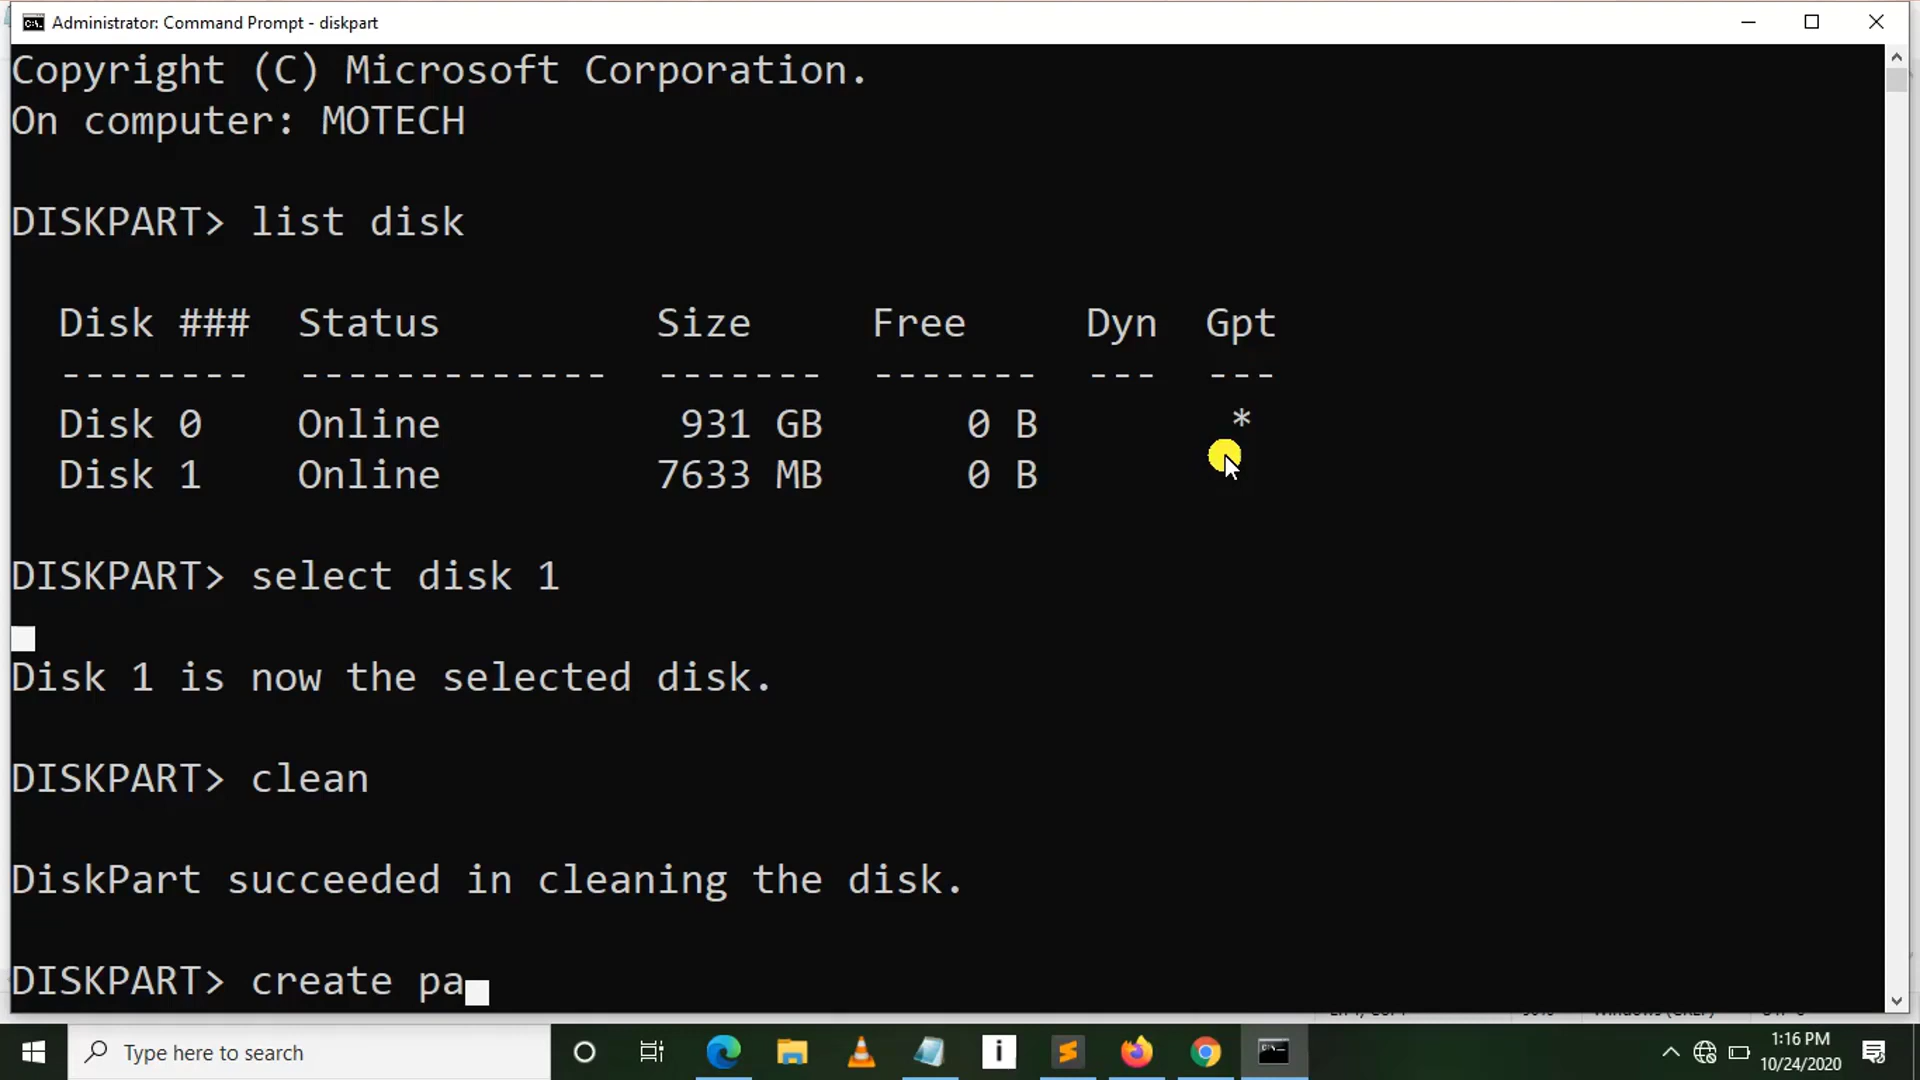 Administrator: Command Prompt - diskpart
Copyright (C) Microsoft Corporation.
On computer: MOTECH
DISKPART> list disk
Disk ### Status Size Free Dyn Gpt
-------- ------------- ------- ------- --- ---
Disk 0 Online 931 GB 0 B *
Disk 1 Online 7633 MB 0 B
DISKPART> select disk 1
Disk 1 is now the selected disk.
DISKPART> clean
DiskPart succeeded in cleaning the disk.
DISKPART> create pa
Type here to search
i
1:16 PM
10/24/2020